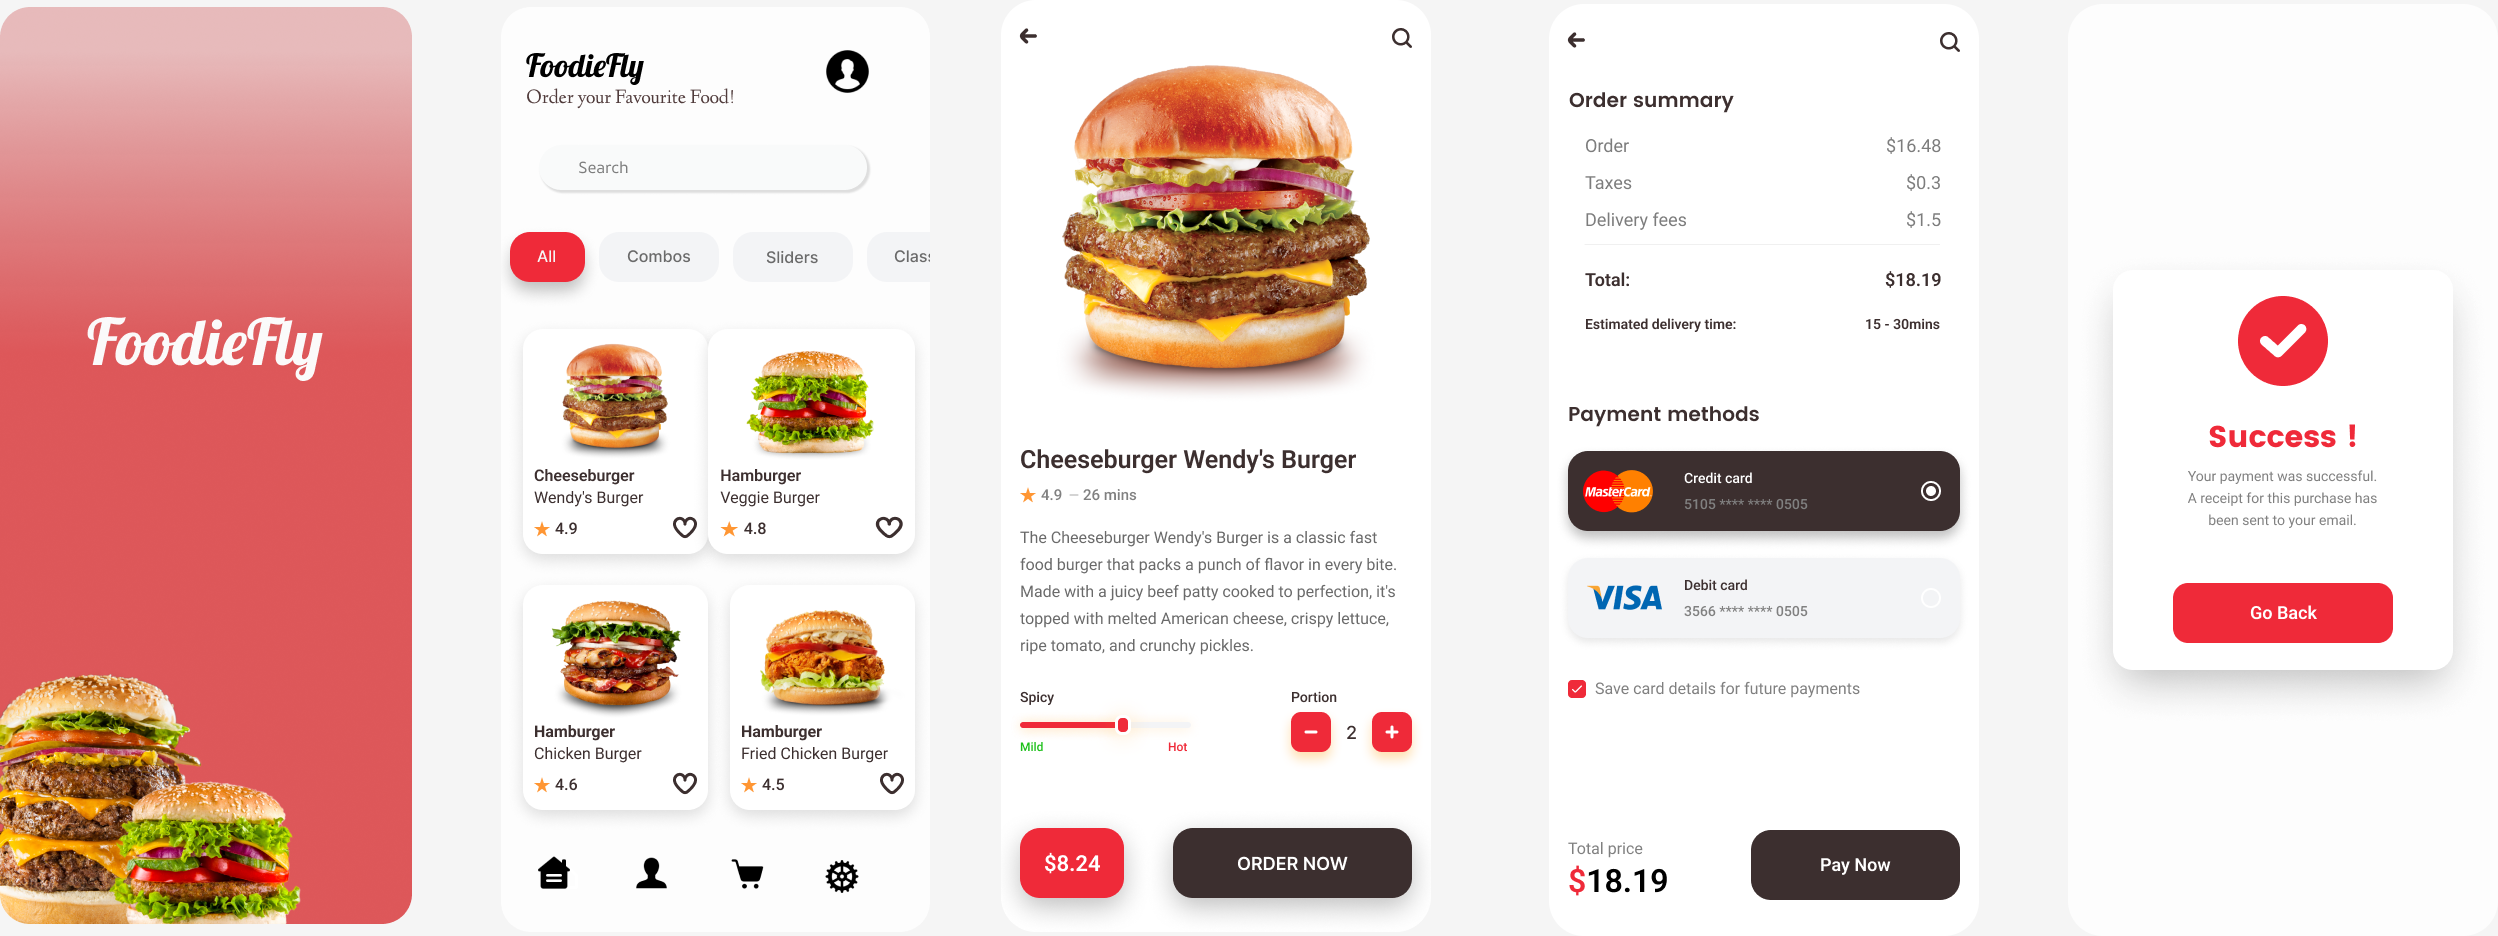 FoodieFly
FoodieFly
Order your Favourite Food!
Search
All
Combos
Sliders
Clas
Cheeseburger
Wendy's Burger
4.9
Hamburger
Veggie Burger
4.8
Hamburger
Chicken Burger
4.6
Hamburger
Fried Chicken Burger
4.5
Cheeseburger Wendy's Burger
4.9 – 26 mins
The Cheeseburger Wendy's Burger is a classic fast
food burger that packs a punch of flavor in every bite.
Made with a juicy beef patty cooked to perfection, it's
topped with melted American cheese, crispy lettuce,
ripe tomato, and crunchy pickles.
Spicy
Mild
Hot
Portion
2
$8.24
ORDER NOW
Order summary
Order $16.48
Taxes $0.3
Delivery fees $1.5
Total: $18.19
Estimated delivery time: 15 - 30mins
Payment methods
MasterCard
Credit card
5105 **** **** 0505
VISA
Debit card
3566 **** **** 0505
Save card details for future payments
Total price
$18.19
Pay Now
Success !
Your payment was successful.
A receipt for this purchase has
been sent to your email.
Go Back